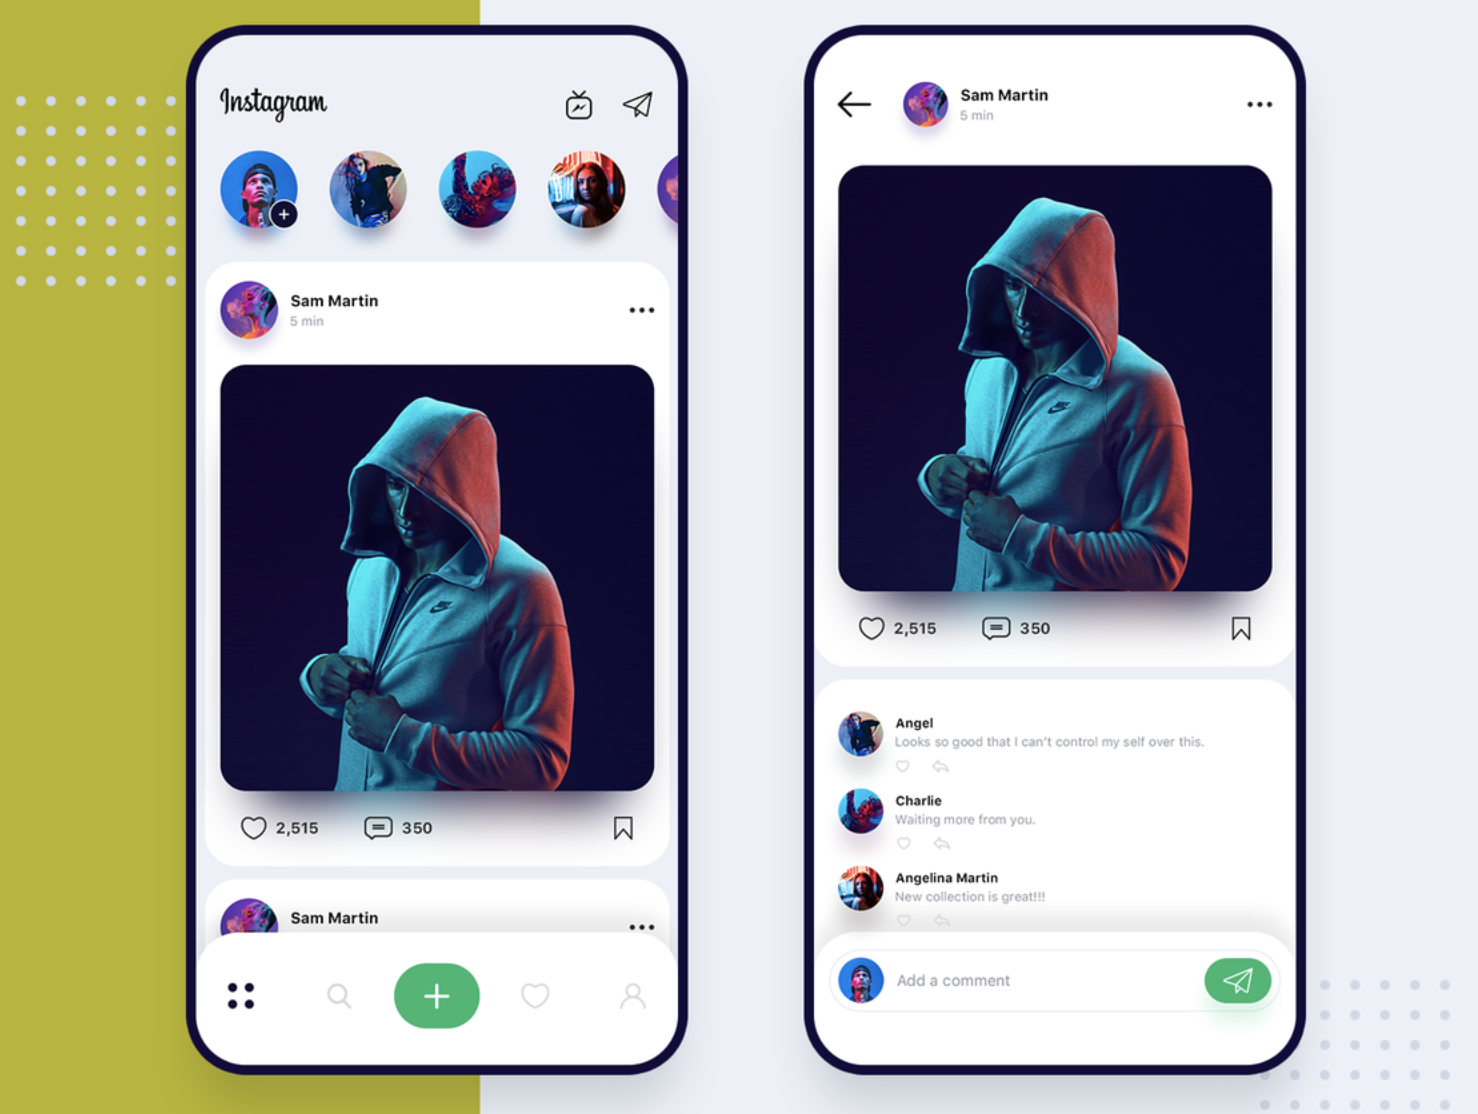 Instagram
Sam Martin
5 min
2,515
350
Sam Martin
Sam Martin
5 min
2,515
350
Angel
Looks so good that I can't control my self over this.
Charlie
Waiting more from you.
Angelina Martin
New collection is great!!!
Add a comment